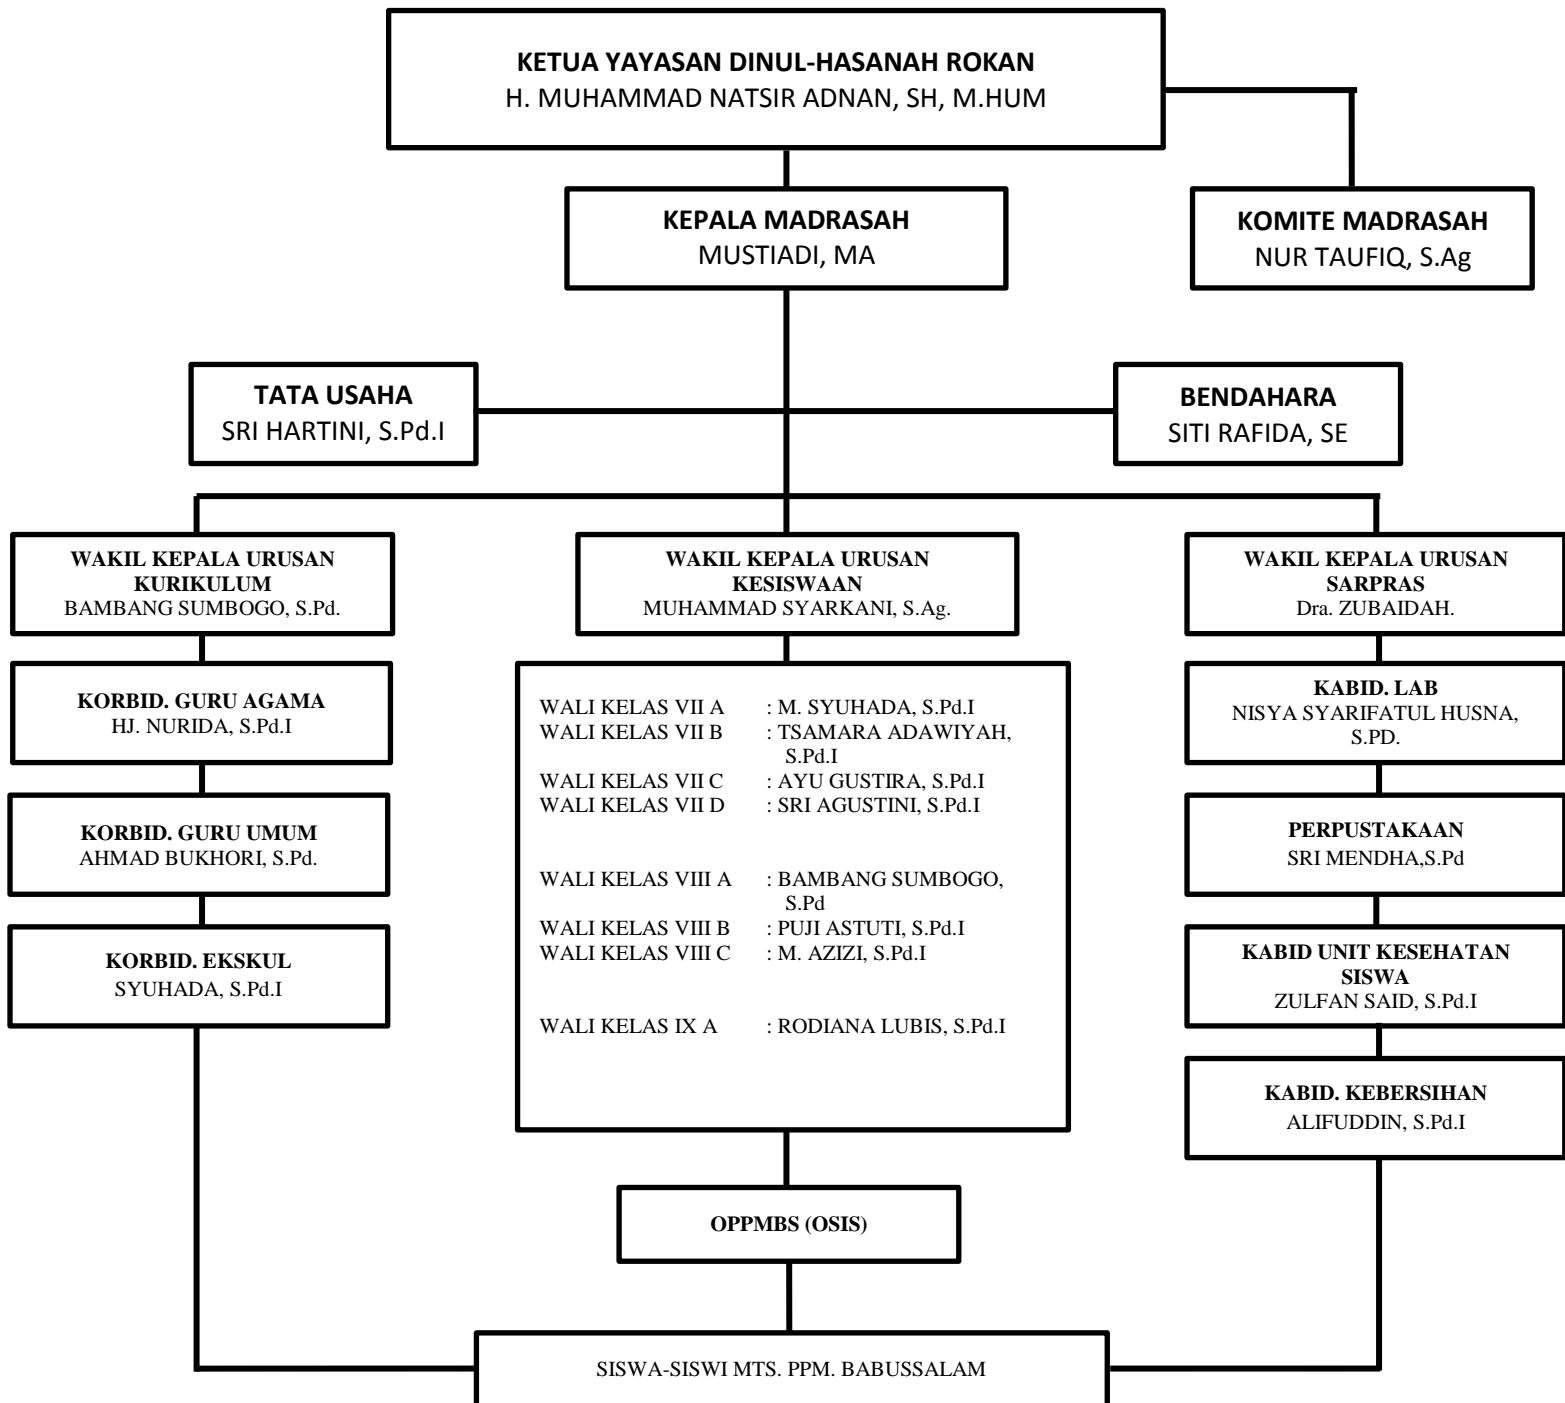 KETUA YAYASAN DINUL-HASANAH ROKAN
H. MUHAMMAD NATSIR ADNAN, SH, M.HUM
KEPALA MADRASAH
MUSTIADI, MA
KOMITE MADRASAH
NUR TAUFIQ, S.Ag
TATA USAHA
SRI HARTINI, S.Pd.I
BENDAHARA
SITI RAFIDA, SE
WAKIL KEPALA URUSAN
KURIKULUM
BAMBANG SUMBOGO, S.Pd.
KORBID. GURU AGAMA
HJ. NURIDA, S.Pd.I
KORBID. GURU UMUM
AHMAD BUKHORI, S.Pd.
KORBID. EKSKUL
SYUHADA, S.Pd.I
WAKIL KEPALA URUSAN
KESISWAAN
MUHAMMAD SYARKANI, S.Ag.
WALI KELAS VII A : M. SYUHADA, S.Pd.I
WALI KELAS VII B : TSAMARA ADAWIYAH,
S.Pd.I
WALI KELAS VII C : AYU GUSTIRA, S.Pd.I
WALI KELAS VII D : SRI AGUSTINI, S.Pd.I
WALI KELAS VIII A : BAMBANG SUMBOGO,
S.Pd
WALI KELAS VIII B : PUJI ASTUTI, S.Pd.I
WALI KELAS VIII C : M. AZIZI, S.Pd.I
WALI KELAS IX A : RODIANA LUBIS, S.Pd.I
OPPMBS (OSIS)
WAKIL KEPALA URUSAN
SARPRAS
Dra. ZUBAIDAH.
KABID. LAB
NISYA SYARIFATUL HUSNA,
S.PD.
PERPUSTAKAAN
SRI MENDHA,S.Pd
KABID UNIT KESEHATAN
SISWA
ZULFAN SAID, S.Pd.I
KABID. KEBERSIHAN
ALIFUDDIN, S.Pd.I
SISWA-SISWI MTS. PPM. BABUSSALAM